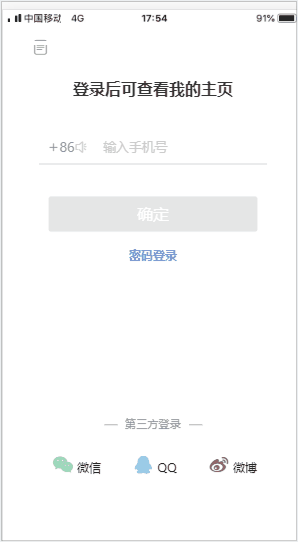 中国移动 4G 17:54 91%
登录后可查看我的主页
+86 输入手机号
确定
密码登录
第三方登录
微信 QQ 微博